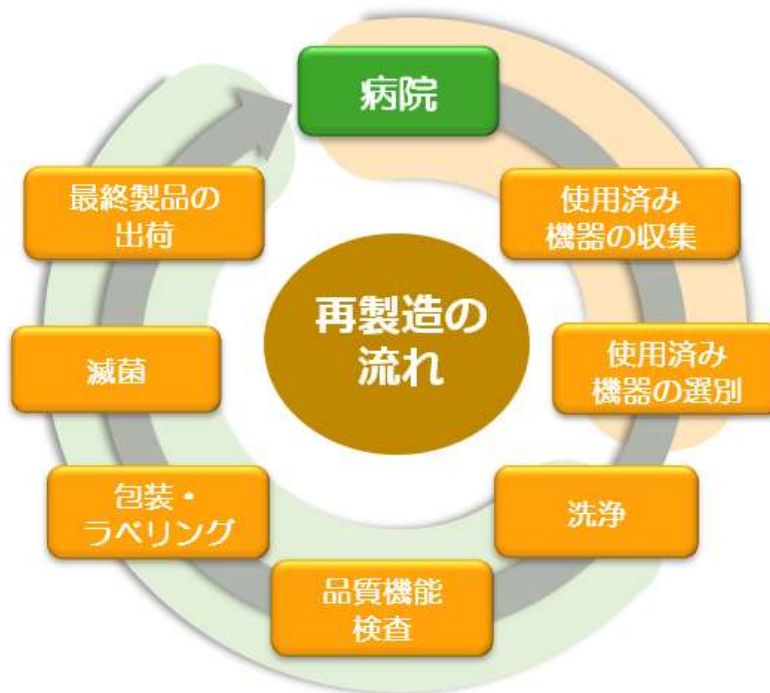 病院
使用済み
機器の収集
使用済み
機器の選別
洗浄
品質機能
検査
包装・
ラベリング
滅菌
最終製品の
出荷
再製造の
流れ